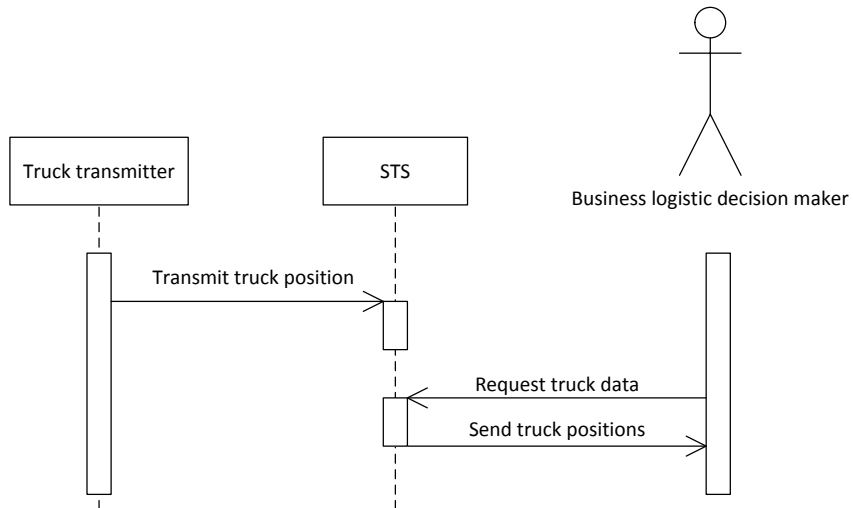 Truck transmitter
STS
Business logistic decision maker
Transmit truck position
Request truck data
Send truck positions